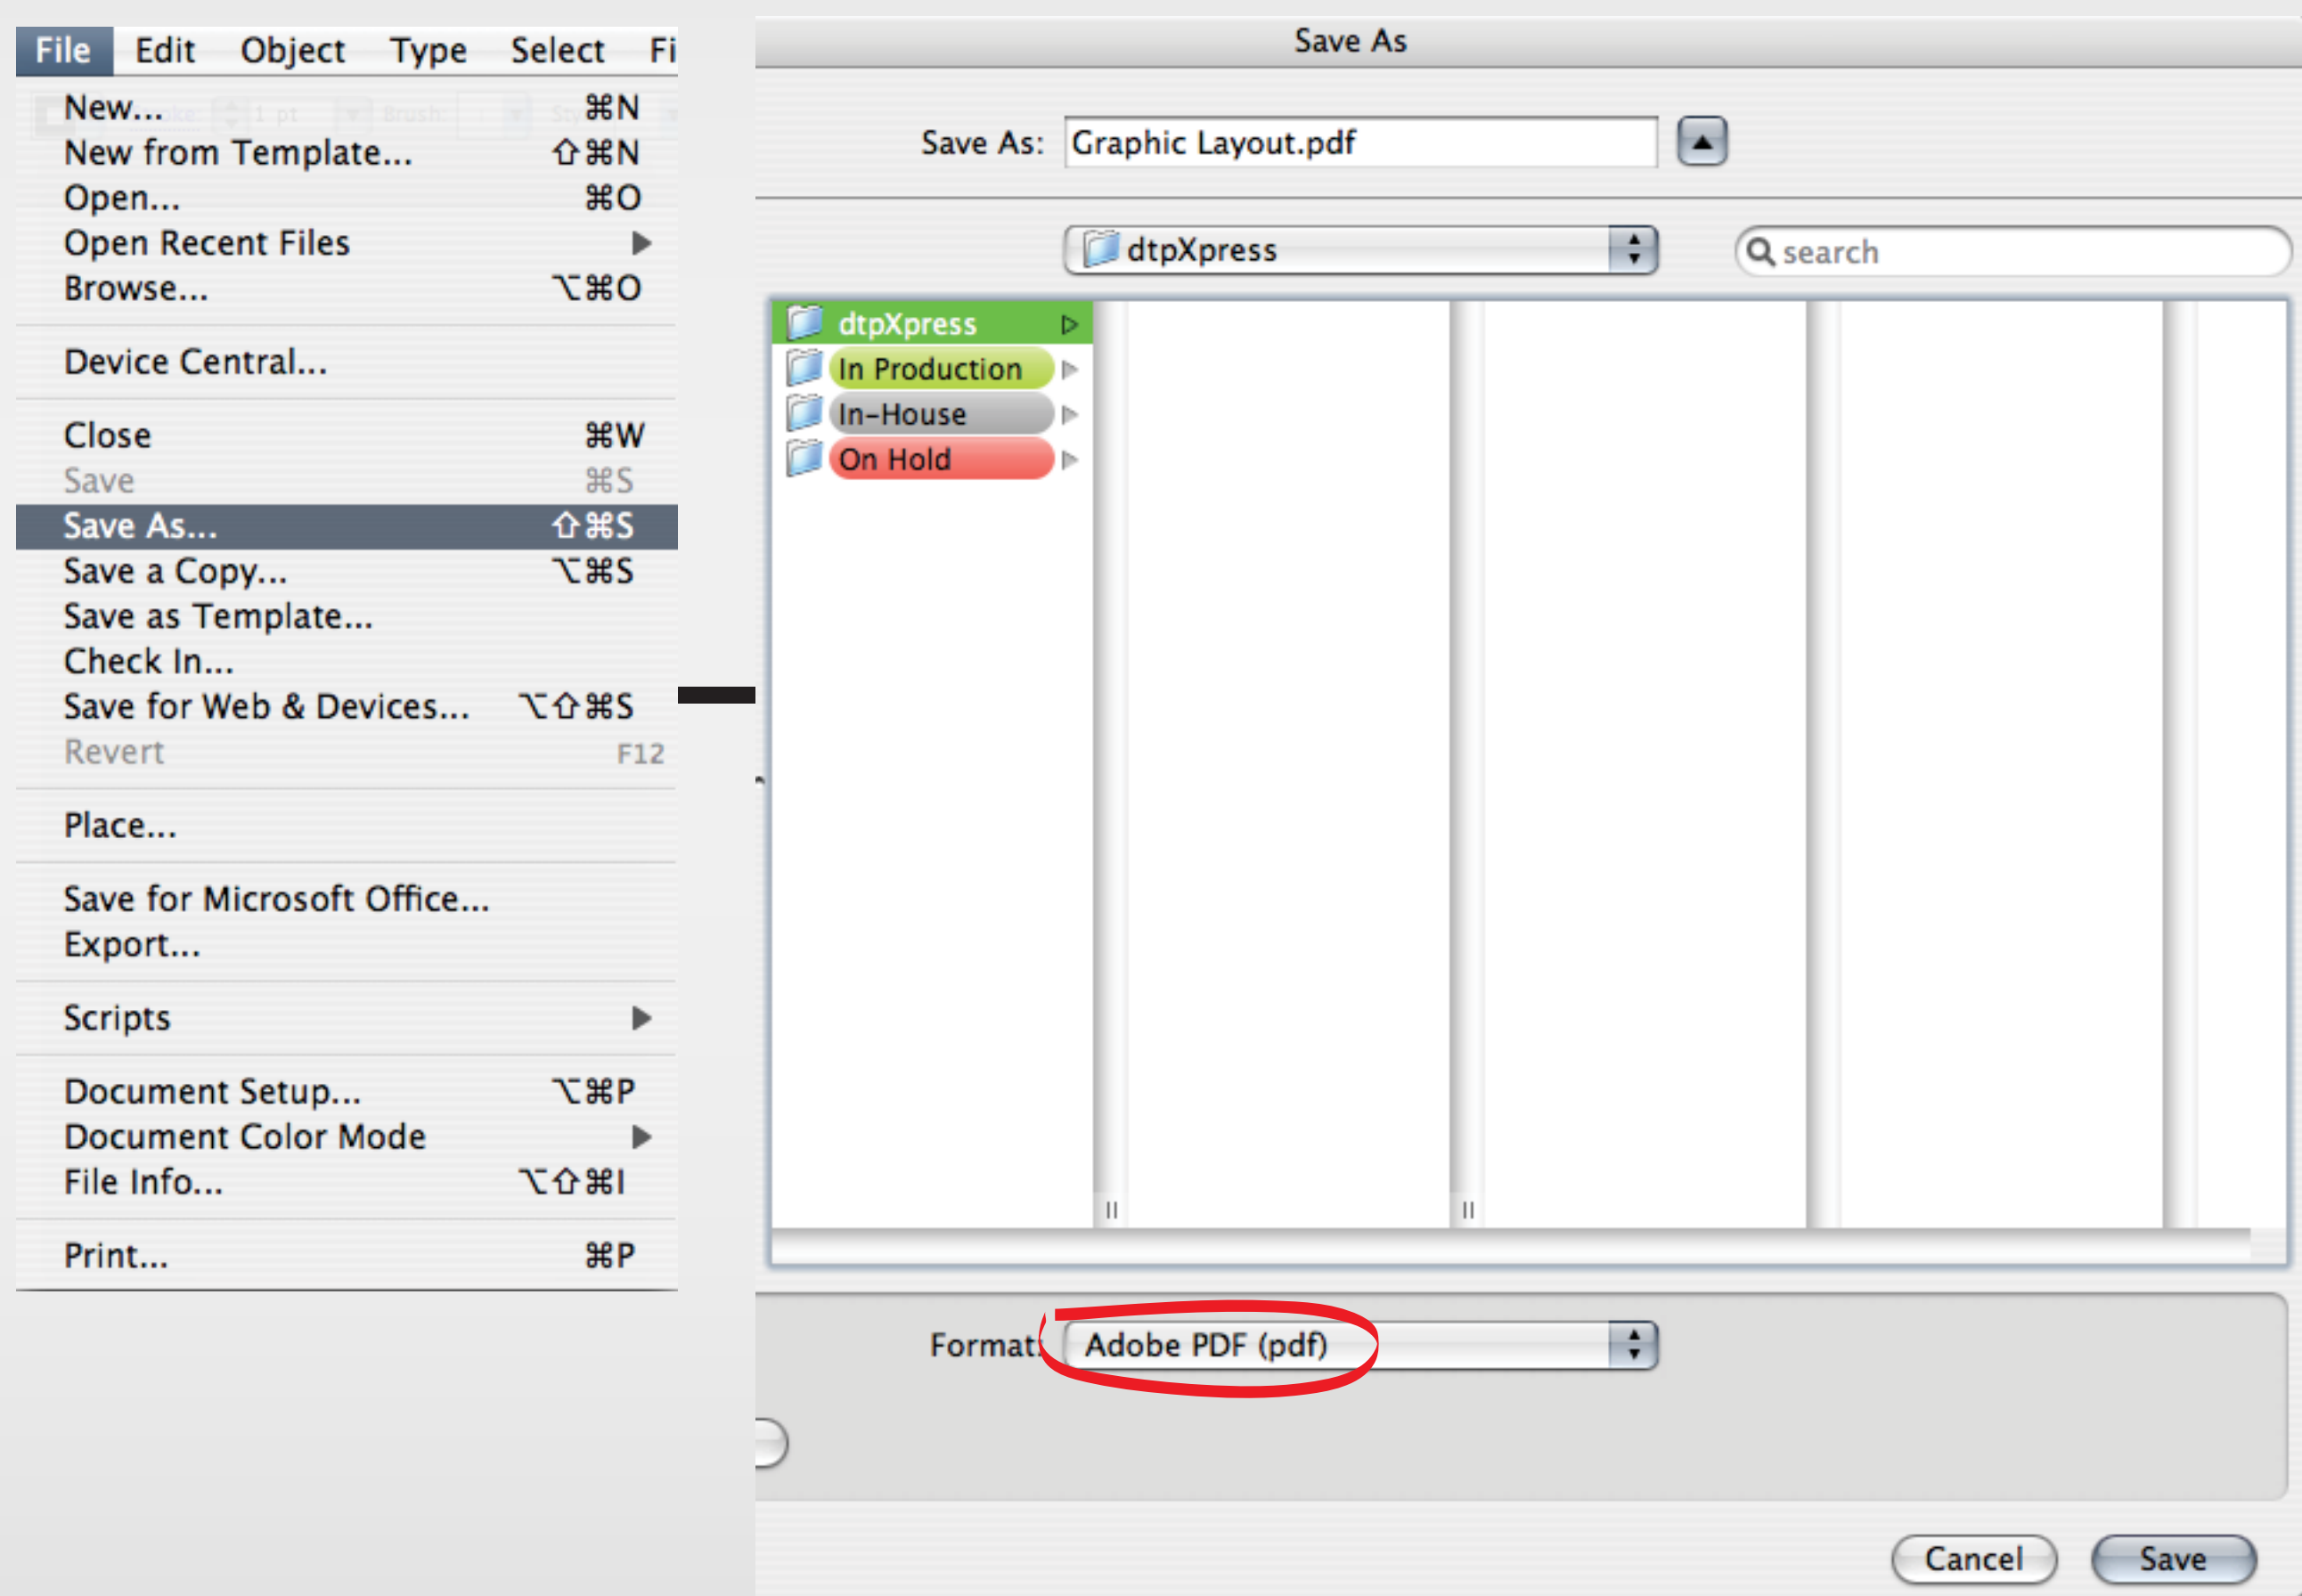 File Edit Object Type Select Fi
New... ⌘N
New from Template... ⇧⌘N
Open... ⌘O
Open Recent Files ▶
Browse... ⌥⌘O
Device Central...
Close ⌘W
Save ⌘S
Save As... ⇧⌘S
Save a Copy... ⌥⌘S
Save as Template...
Check In...
Save for Web & Devices... ⌥⇧⌘S
Revert F12
Place...
Save for Microsoft Office...
Export...
Scripts ▶
Document Setup... ⌥⌘P
Document Color Mode ▶
File Info... ⌥⇧⌘I
Print... ⌘P
Save As
Save As: Graphic Layout.pdf
dtpXpress search
dtpXpress
In Production
In-House
On Hold
Format: Adobe PDF (pdf)
Cancel Save